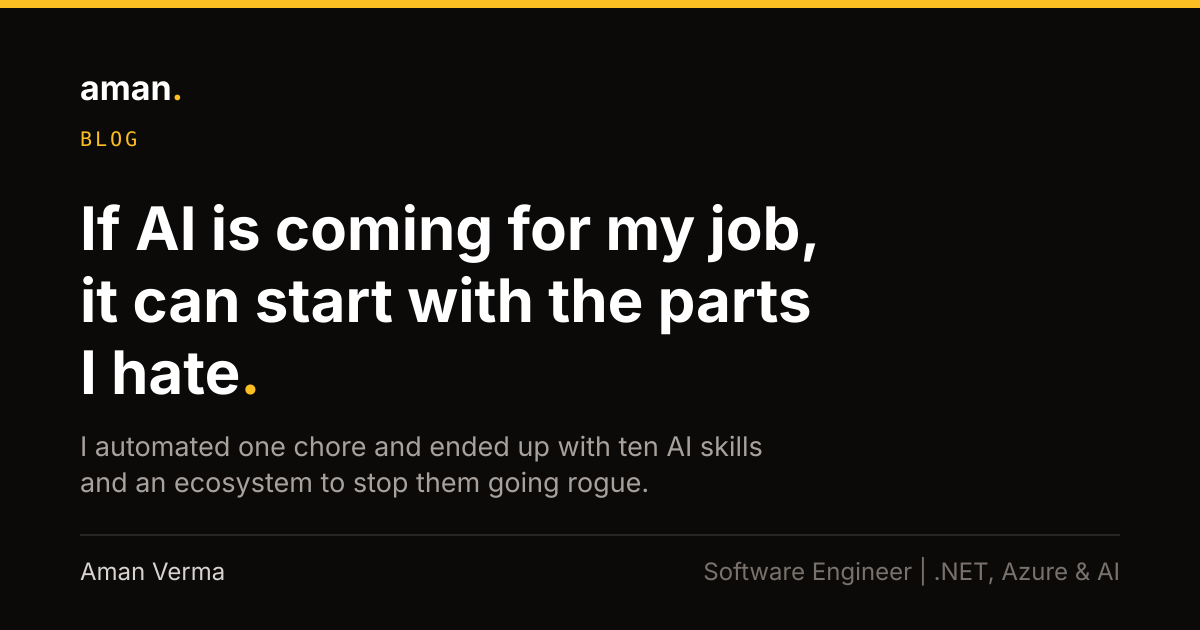 aman.
BLOG
If AI is coming for my job,
it can start with the parts
I hate.
I automated one chore and ended up with ten AI skills
and an ecosystem to stop them going rogue.
Aman Verma
Software Engineer | .NET, Azure & AI